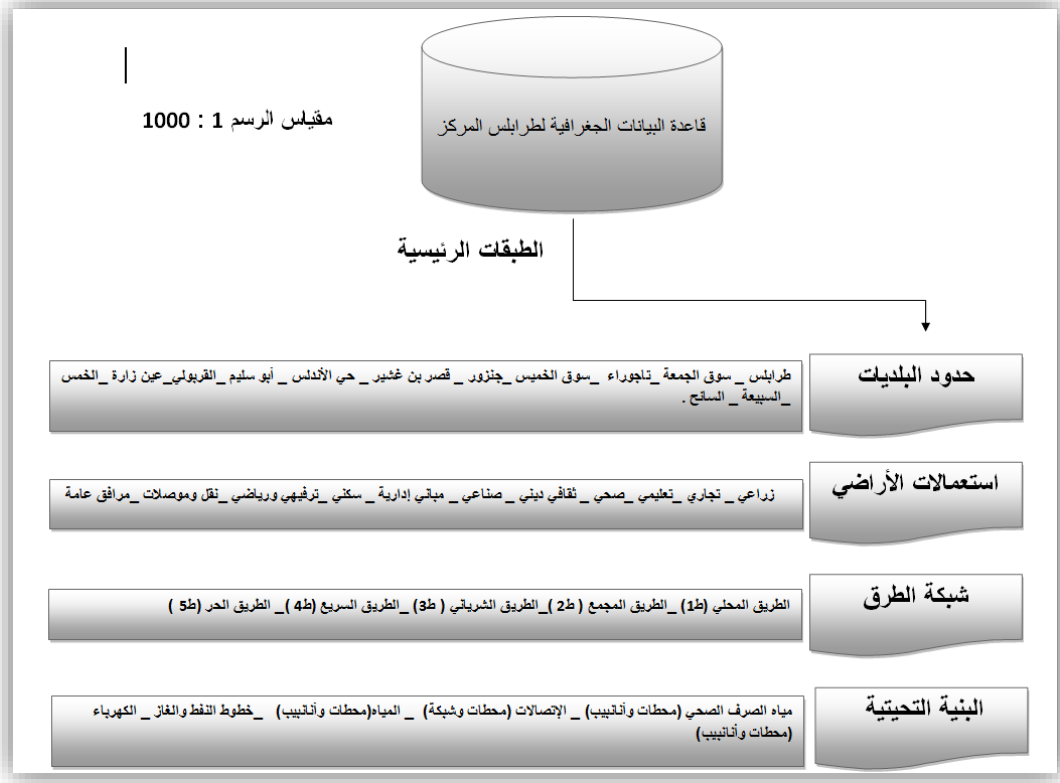 قاعدة البيانات الجغرافية لطرابلس المركز
مقياس الرسم 1 : 1000
الطبقات الرئيسية
حدود البلديات
طرابلس _ سوق الجمعة _تاجوراء _سوق الخميس _جنزور _ قصر بن غشير _ حي الأندلس _ أبو سليم _القربولي_عين زارة _الخمس
_السبيعة _ السائح .
استعمالات الأراضي
زراعي _ تجاري _تعليمي _صحي _ ثقافي ديني _ صناعي _ مباني إدارية _ سكني _ترفيهي ورياضي _نقل وموصلات _مرافق عامة
شبكة الطرق
الطريق المحلي (ط1) _الطريق المجمع ( ط2 )_الطريق الشرياني ( ط3) _الطريق السريع (ط4 )_ الطريق الحر (ط5 )
البنية التحيتية
مياه الصرف الصحي (محطات وأنانبيب) _ الإتصالات (محطات وشبكة) _ المياه(محطات وأنانبيب) _خطوط النفط والغاز _ الكهرباء
(محطات وأنانبيب)